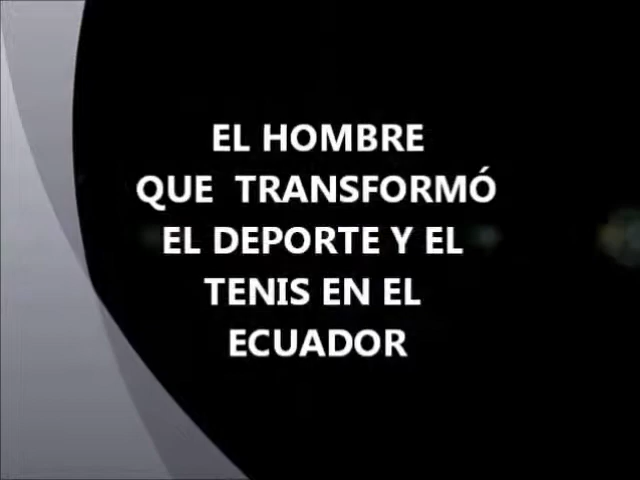 EL HOMBRE
QUE TRANSFORMÓ
EL DEPORTE Y EL
TENIS EN EL
ECUADOR